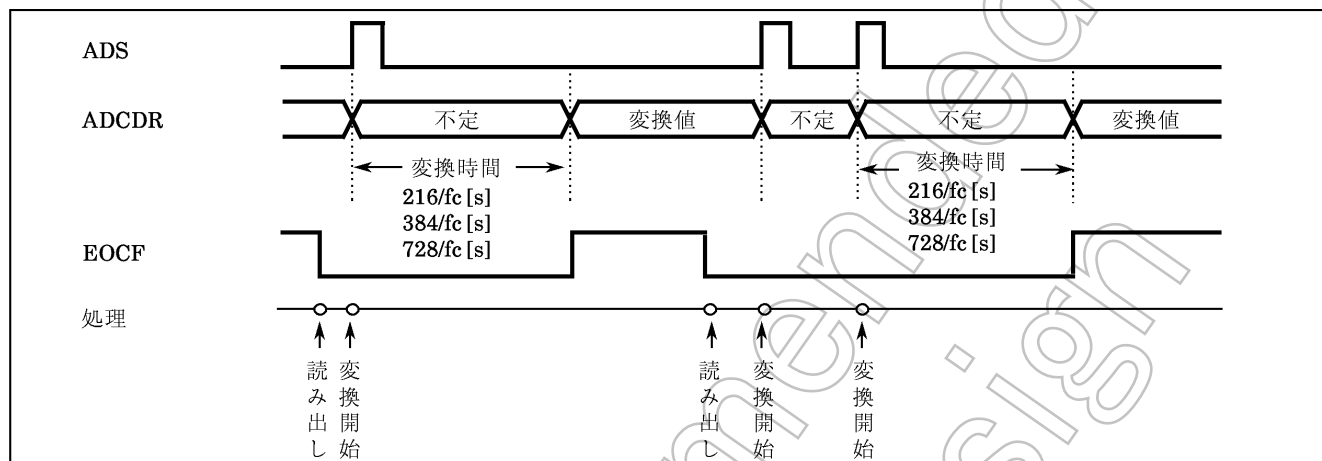 ADS
ADCDR
不定
変換値
不定
不定
変換値
変換時間
216/fc [s]
384/fc [s]
728/fc [s]
変換時間
216/fc [s]
384/fc [s]
728/fc [s]
EOCF
処理
読み出し
変換開始
読み出し
変換開始
変換開始
mended
sign